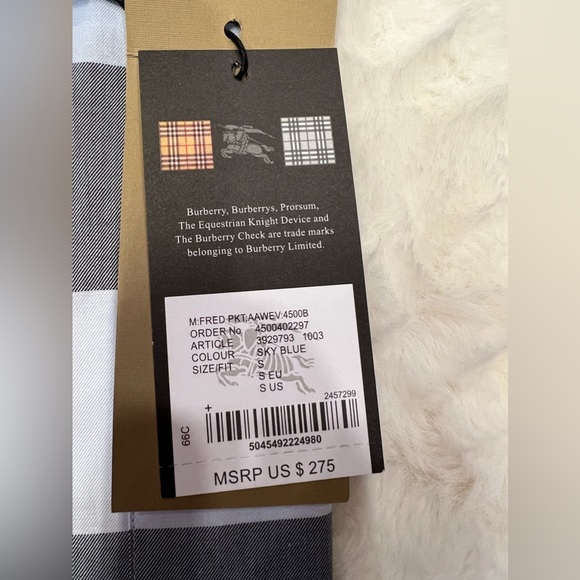 Burberry, Burberrys, Prorsum,
The Equestrian Knight Device and
The Burberry Check are trade marks
belonging to Burberry Limited.
M:FRED PKT;AAWEV:4500B
ORDER No 4500402297
ARTICLE 3929793 1003
COLOUR SKY BLUE
SIZE/FIT S
S EU
S US
2457299
66C
5045492224980
MSRP US $ 275